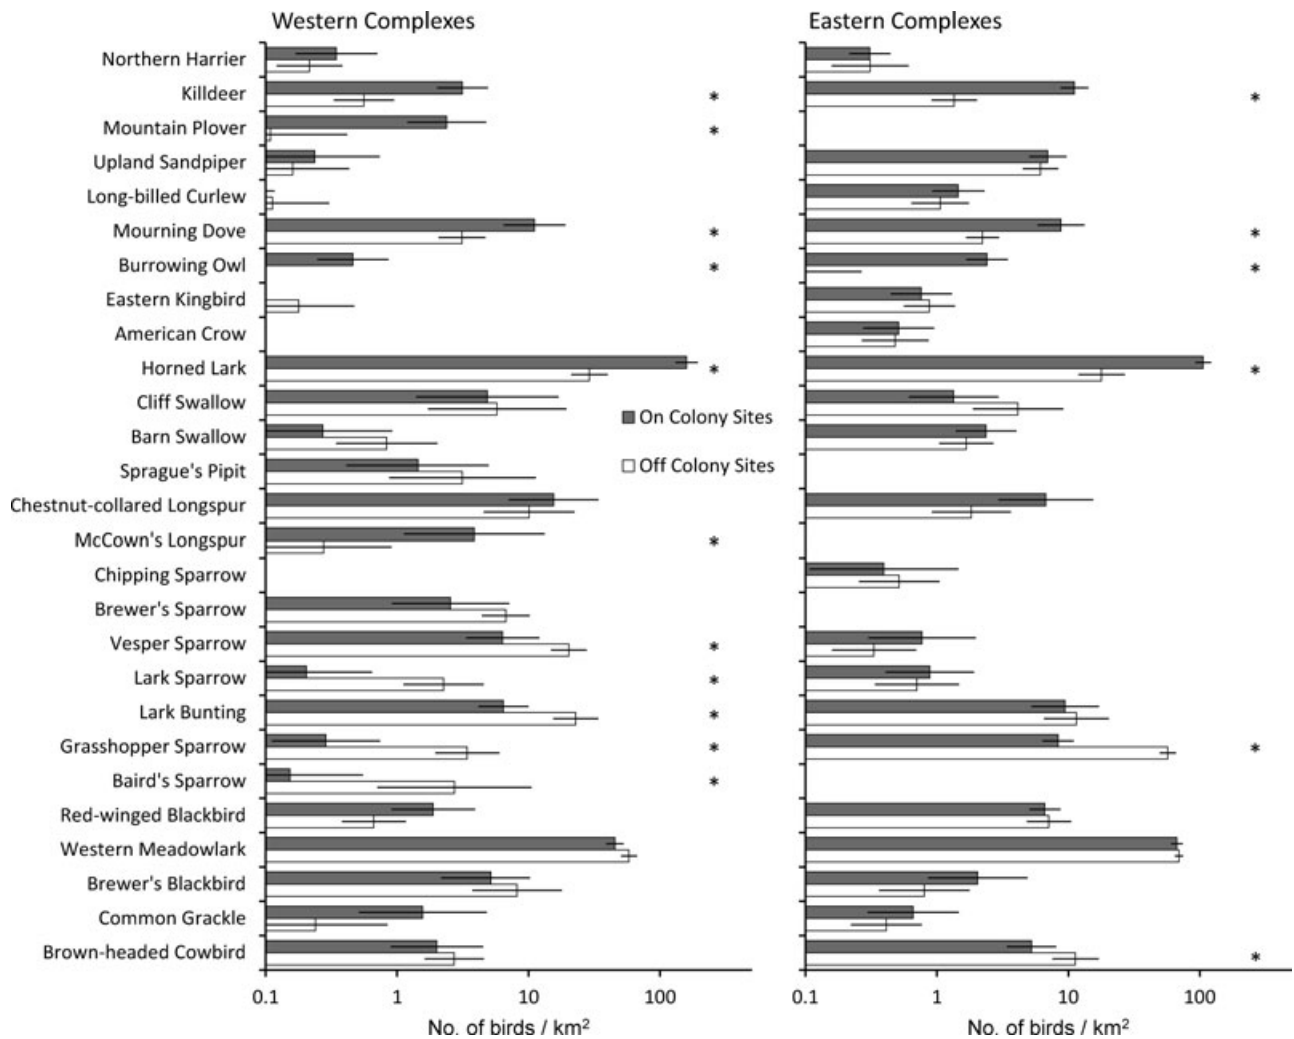 Western Complexes
Eastern Complexes
Northern Harrier
Killdeer
* *
Mountain Plover
*
Upland Sandpiper
Long-billed Curlew
Mourning Dove
* *
Burrowing Owl
* *
Eastern Kingbird
American Crow
Horned Lark
* *
Cliff Swallow
On Colony Sites
Barn Swallow
Off Colony Sites
Sprague's Pipit
Chestnut-collared Longspur
McCown's Longspur
*
Chipping Sparrow
Brewer's Sparrow
Vesper Sparrow
*
Lark Sparrow
*
Lark Bunting
*
Grasshopper Sparrow
* *
Baird's Sparrow
*
Red-winged Blackbird
Western Meadowlark
Brewer's Blackbird
Common Grackle
Brown-headed Cowbird
*
0.1 1 10 100
0.1 1 10 100
No. of birds / km²
No. of birds / km²